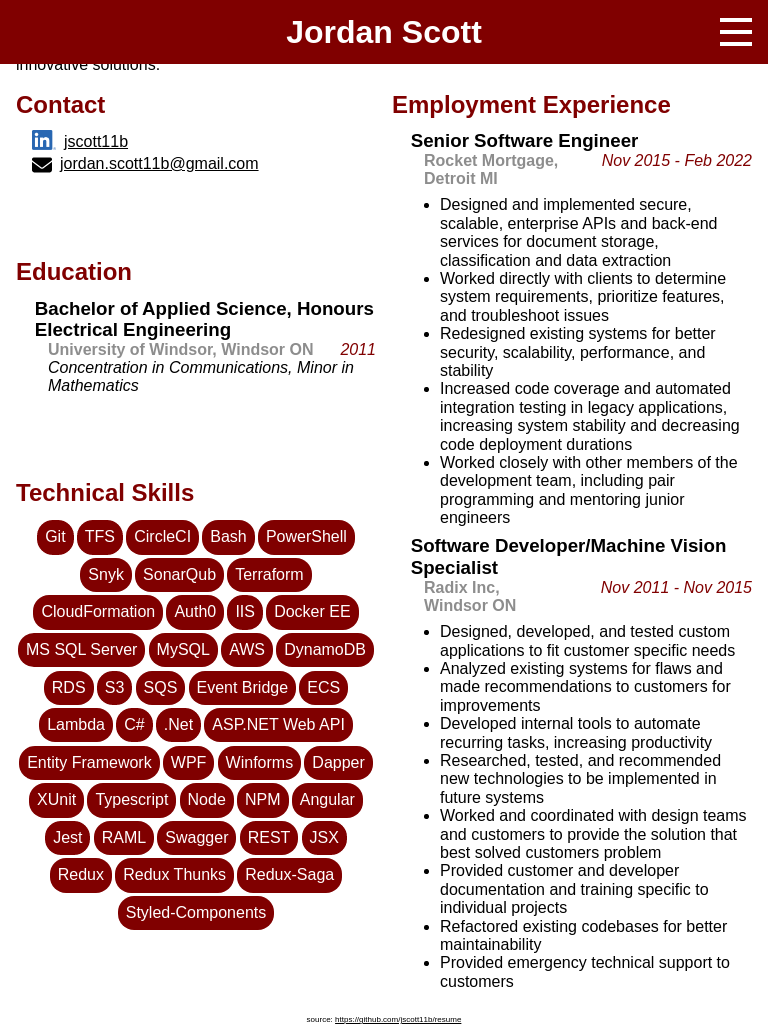 Jordan Scott
innovative solutions.
Contact
jscott11b
jordan.scott11b@gmail.com
Education
Bachelor of Applied Science, Honours
Electrical Engineering
University of Windsor, Windsor ON 2011
Concentration in Communications, Minor in
Mathematics
Technical Skills
Git TFS CircleCI Bash PowerShell
Snyk SonarQub Terraform
CloudFormation Auth0 IIS Docker EE
MS SQL Server MySQL AWS DynamoDB
RDS S3 SQS Event Bridge ECS
Lambda C# .Net ASP.NET Web API
Entity Framework WPF Winforms Dapper
XUnit Typescript Node NPM Angular
Jest RAML Swagger REST JSX
Redux Redux Thunks Redux-Saga
Styled-Components
Employment Experience
Senior Software Engineer
Rocket Mortgage, Nov 2015 - Feb 2022
Detroit MI
• Designed and implemented secure,
scalable, enterprise APIs and back-end
services for document storage,
classification and data extraction
• Worked directly with clients to determine
system requirements, prioritize features,
and troubleshoot issues
• Redesigned existing systems for better
security, scalability, performance, and
stability
• Increased code coverage and automated
integration testing in legacy applications,
increasing system stability and decreasing
code deployment durations
• Worked closely with other members of the
development team, including pair
programming and mentoring junior
engineers
Software Developer/Machine Vision
Specialist
Radix Inc, Nov 2011 - Nov 2015
Windsor ON
• Designed, developed, and tested custom
applications to fit customer specific needs
• Analyzed existing systems for flaws and
made recommendations to customers for
improvements
• Developed internal tools to automate
recurring tasks, increasing productivity
• Researched, tested, and recommended
new technologies to be implemented in
future systems
• Worked and coordinated with design teams
and customers to provide the solution that
best solved customers problem
• Provided customer and developer
documentation and training specific to
individual projects
• Refactored existing codebases for better
maintainability
• Provided emergency technical support to
customers
source: https://github.com/jscott11b/resume